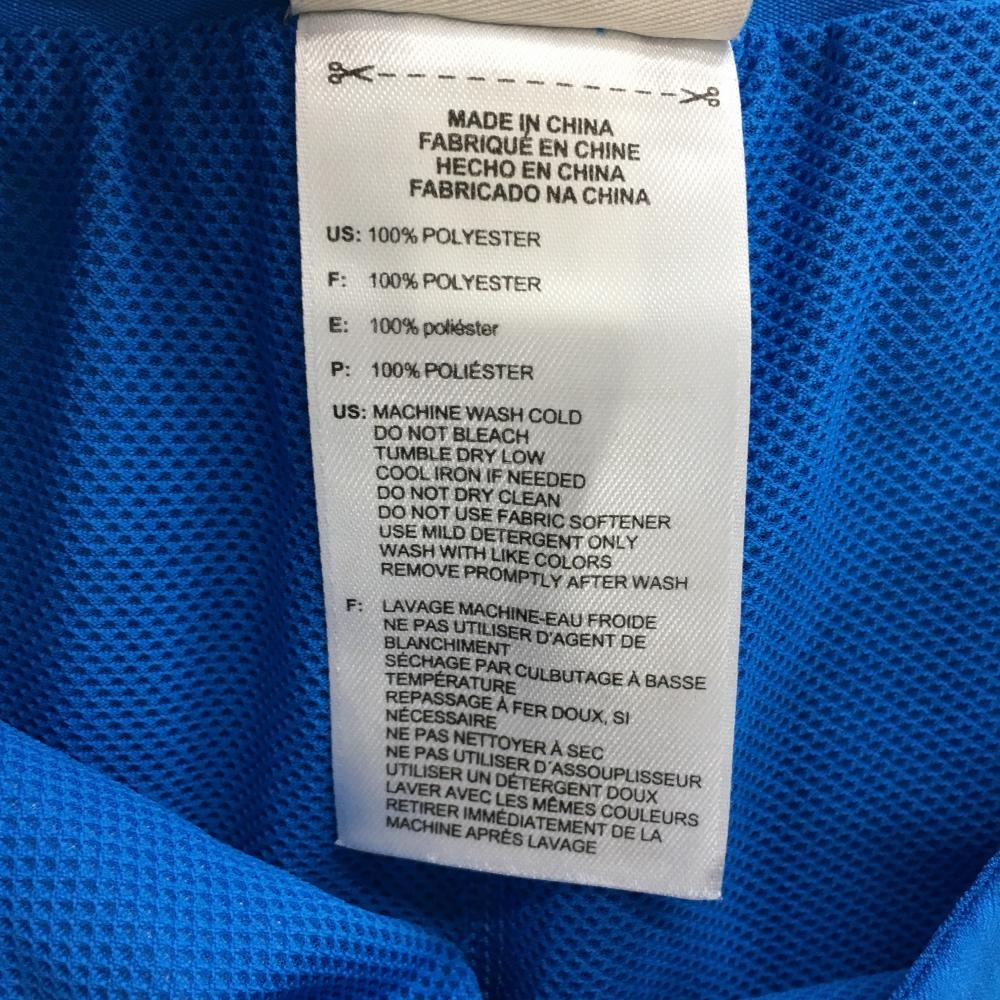 MADE IN CHINA
FABRIQUÉ EN CHINE
HECHO EN CHINA
FABRICADO NA CHINA
US: 100% POLYESTER
F: 100% POLYESTER
E: 100% poliéster
P: 100% POLIÉSTER
US: MACHINE WASH COLD
DO NOT BLEACH
TUMBLE DRY LOW
COOL IRON IF NEEDED
DO NOT DRY CLEAN
DO NOT USE FABRIC SOFTENER
USE MILD DETERGENT ONLY
WASH WITH LIKE COLORS
REMOVE PROMPTLY AFTER WASH
F: LAVAGE MACHINE-EAU FROIDE
NE PAS UTILISER D'AGENT DE
BLANCHIMENT
SÉCHAGE PAR CULBUTAGE À BASSE
TEMPÉRATURE
REPASSAGE À FER DOUX, SI
NÉCESSAIRE
NE PAS NETTOYER À SEC
NE PAS UTILISER D'ASSOUPLISSEUR
UTILISER UN DÉTERGENT DOUX
LAVER AVEC LES MÊMES COULEURS
RETIRER IMMÉDIATEMENT DE LA
MACHINE APRÈS LAVAGE